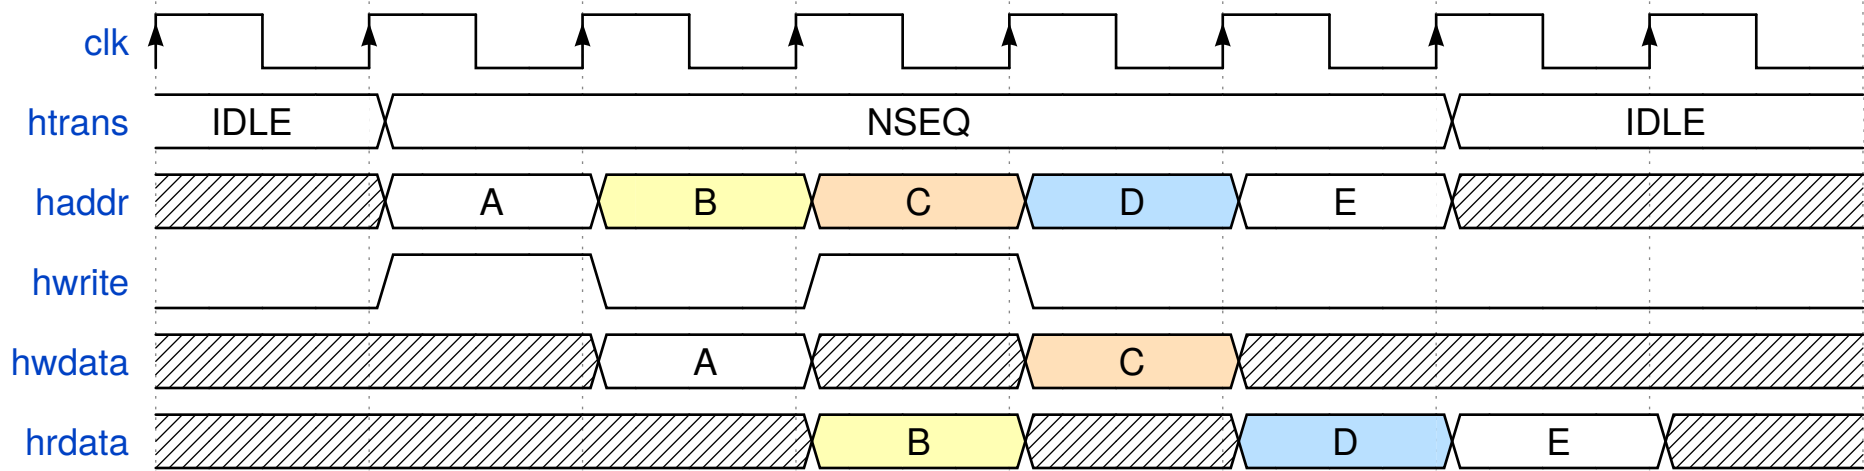 clk
htrans IDLE NSEQ IDLE
haddr A B C D E
hwrite
hwdata A C
hrdata B D E